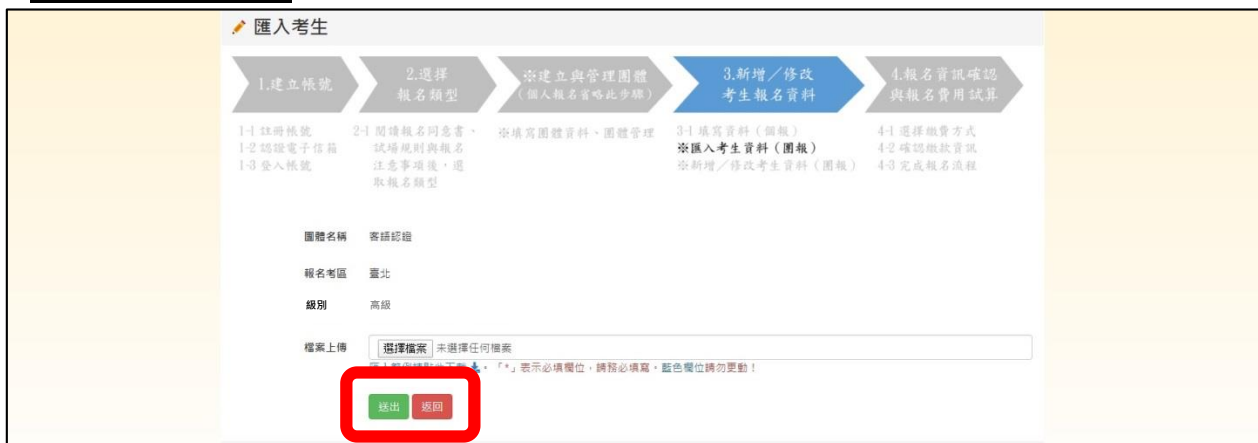 匯入考生
1.建立帳號
2.選擇
報名類型
※建立與管理團體
(個人報名省略此步驟)
3.新增／修改
考生報名資料
4.報名資訊確認
與報名費用試算
1-1 註冊帳號
1-2 認證電子信箱
1-3 登入帳號
2-1 閱讀報名同意書、
試場規則與報名
注意事項後，選
取報名類型
※填寫團體資料、團體管理
3-1 填寫資料（個報）
※匯入考生資料（團報）
※新增／修改考生資料（團報）
4-1 選擇繳費方式
4-2 確認繳款資訊
4-3 完成報名流程
團體名稱 客語認證
報名考區 臺北
級別 高級
檔案上傳 選擇檔案 未選擇任何檔案
「*」表示必填欄位，請務必填寫。藍色欄位請勿更動！
送出 返回